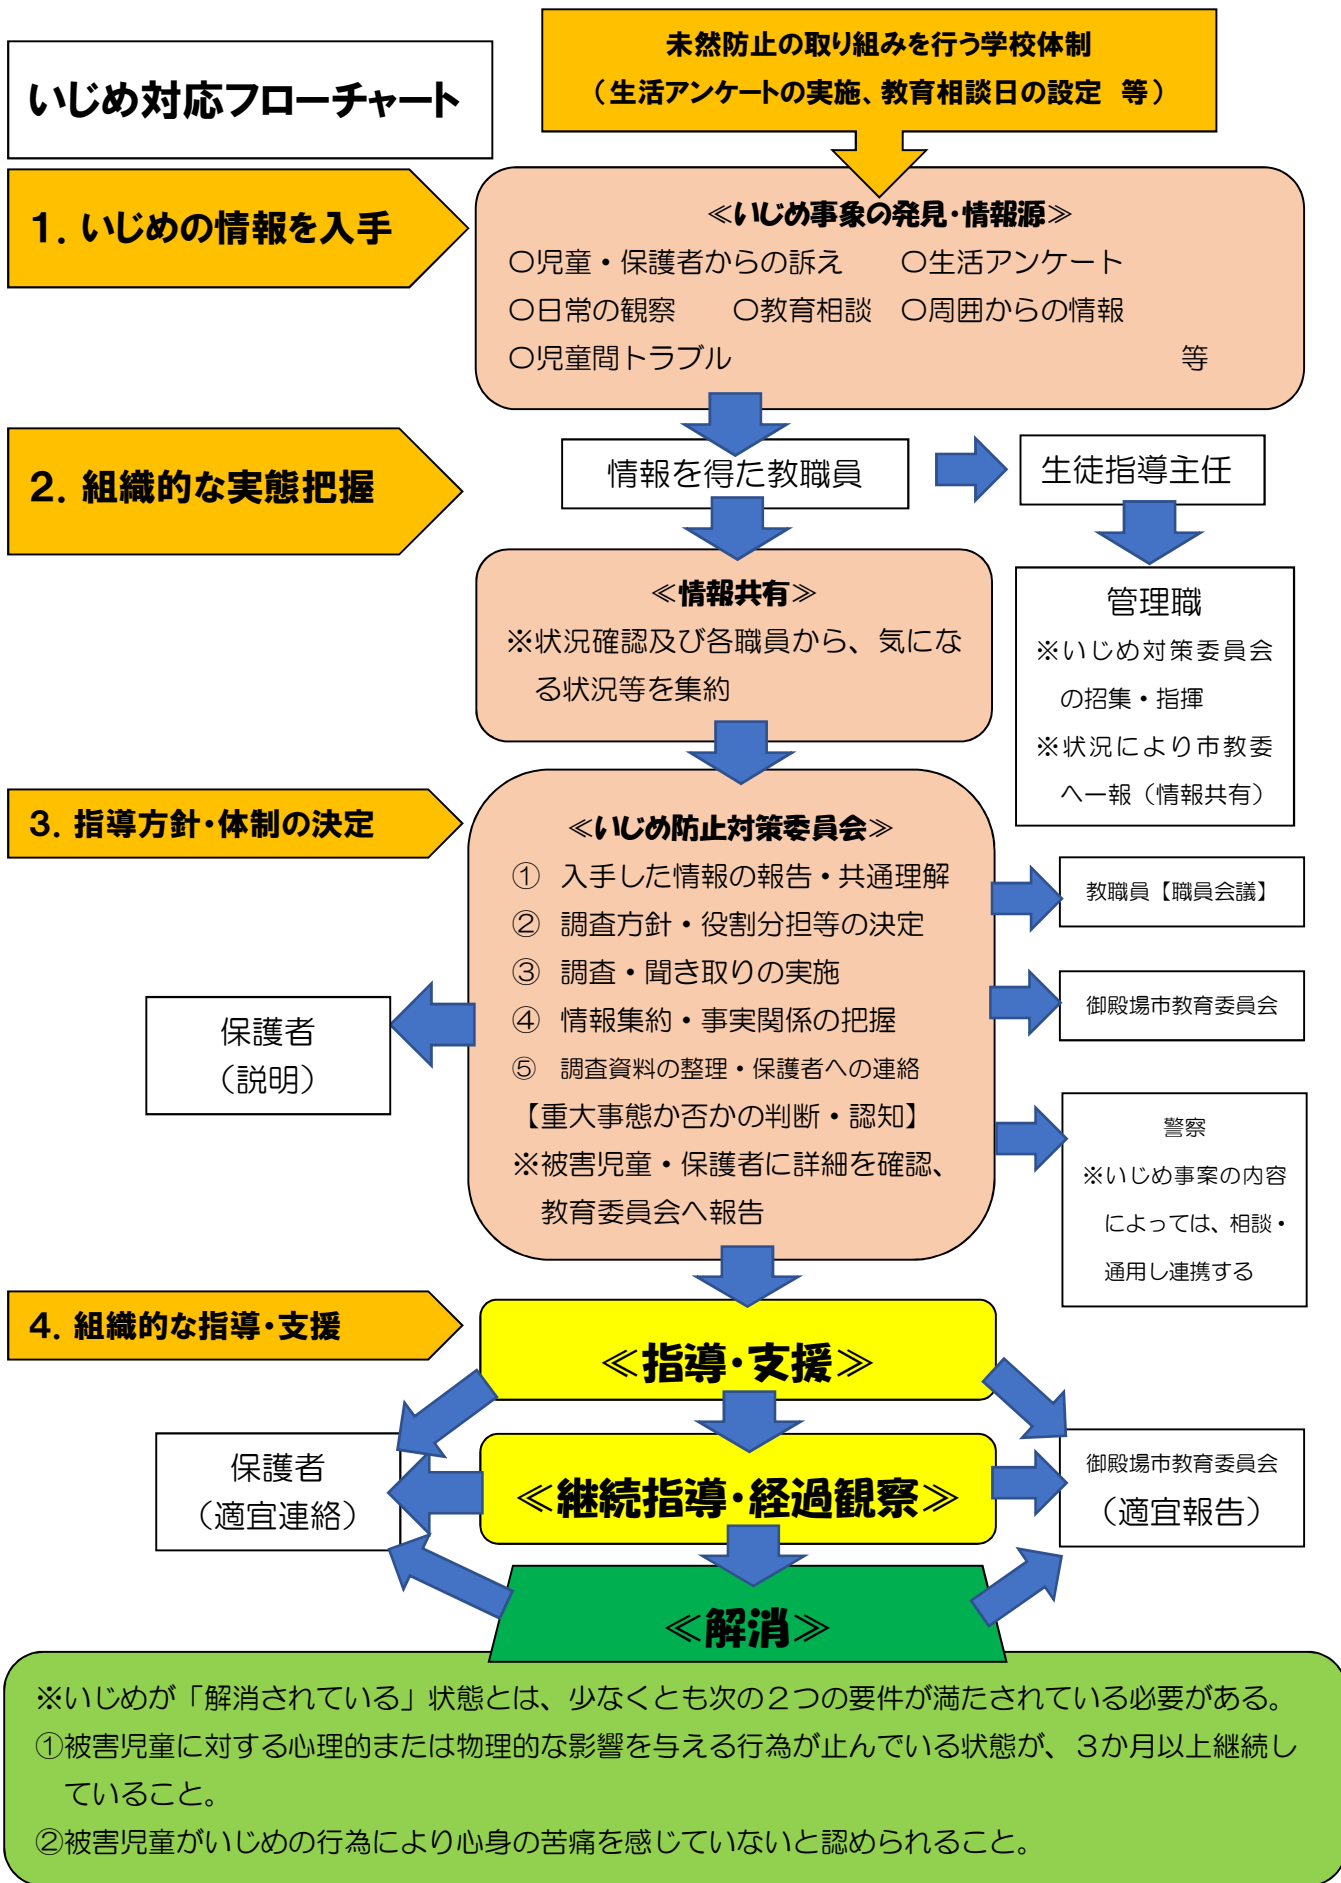 未然防止の取り組みを行う学校体制
（生活アンケートの実施、教育相談日の設定　等）
いじめ対応フローチャート
１．いじめの情報を入手
≪いじめ事象の発見・情報源≫
〇児童・保護者からの訴え　　〇生活アンケート
〇日常の観察　　〇教育相談　〇周囲からの情報
〇児童間トラブル　　　　　　　　　　　　　　　　等
２．組織的な実態把握
情報を得た教職員
生徒指導主任
≪情報共有≫
※状況確認及び各職員から、気にな
る状況等を集約
管理職
※いじめ対策委員会
の招集・指揮
※状況により市教委
へ一報（情報共有）
３．指導方針・体制の決定
≪いじめ防止対策委員会≫
①　入手した情報の報告・共通理解
②　調査方針・役割分担等の決定
③　調査・聞き取りの実施
④　情報集約・事実関係の把握
⑤　調査資料の整理・保護者への連絡
【重大事態か否かの判断・認知】
※被害児童・保護者に詳細を確認、
教育委員会へ報告
教職員【職員会議】
御殿場市教育委員会
保護者
（説明）
警察
※いじめ事案の内容
によっては、相談・
通用し連携する
４．組織的な指導・支援
≪指導・支援≫
保護者
（適宜連絡）
≪継続指導・経過観察≫
御殿場市教育委員会
（適宜報告）
≪解消≫
※いじめが「解消されている」状態とは、少なくとも次の２つの要件が満たされている必要がある。
①被害児童に対する心理的または物理的な影響を与える行為が止んている状態が、３か月以上継続し
ていること。
②被害児童がいじめの行為により心身の苦痛を感じていないと認められること。